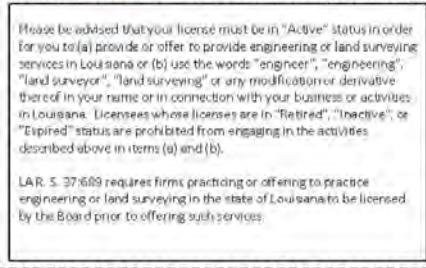 Please be advised that your license must be in "Active" status in order
for you to (a) provide or offer to provide engineering or land surveying
services in Louisiana or (b) use the words "engineer", "engineering",
"land surveyor", "land surveying" or any modification or derivative
thereof in your name or in connection with your business or activities
in Louisiana. Licensees whose licenses are in "Retired", "Inactive", or
"Expired" status are prohibited from engaging in the activities
described above in items (a) and (b).
LA R. S. 37:689 requires firms practicing or offering to practice
engineering or land surveying in the state of Louisiana to be licensed
by the Board prior to offering such services.